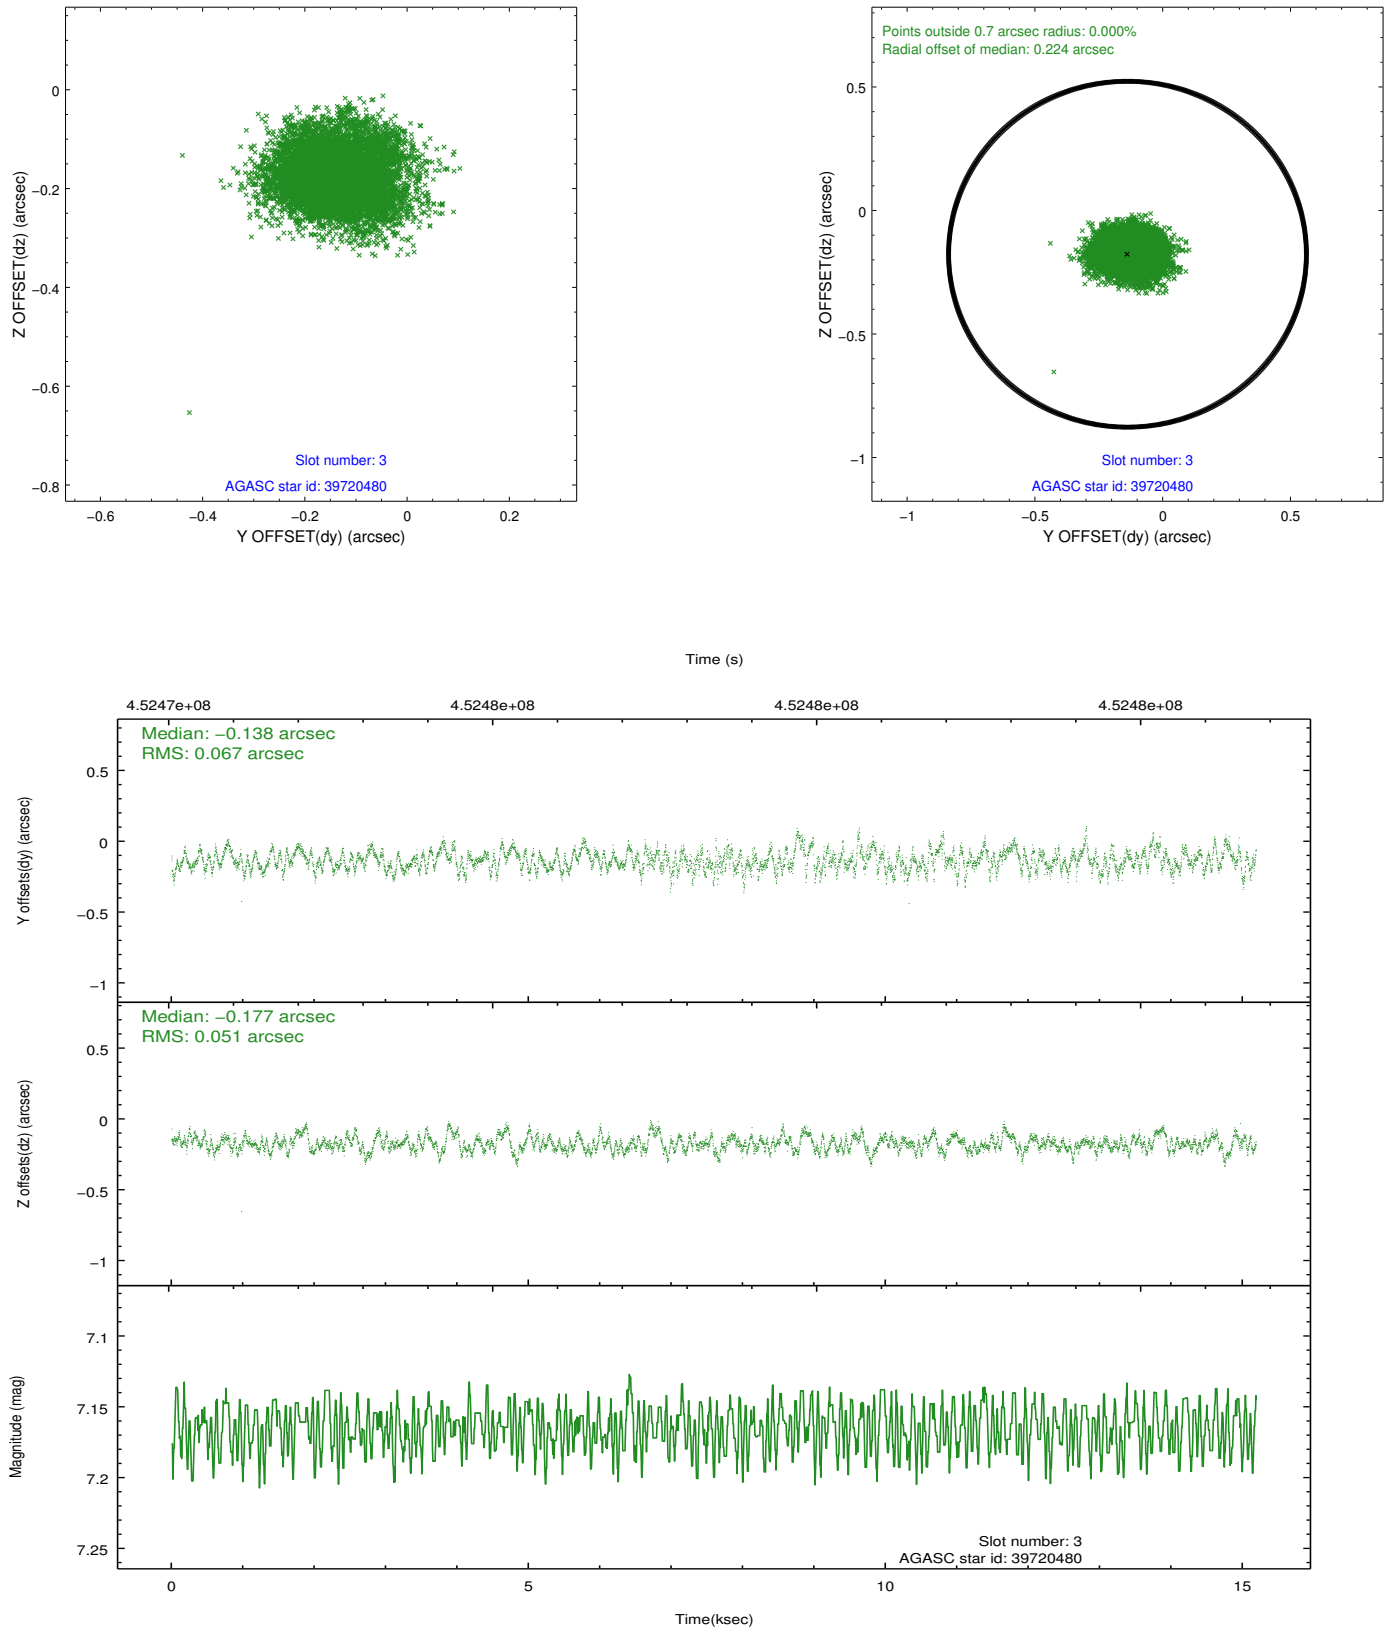 0
−0.2
−0.4
−0.6
−0.8
Z OFFSET(dz) (arcsec)
Slot number: 3
AGASC star id: 39720480
−0.6
−0.4
−0.2
0
0.2
Y OFFSET(dy) (arcsec)
Points outside 0.7 arcsec radius: 0.000%
Radial offset of median: 0.224 arcsec
0.5
0
−0.5
−1
Z OFFSET(dz) (arcsec)
Slot number: 3
AGASC star id: 39720480
−1
−0.5
0
0.5
Y OFFSET(dy) (arcsec)
Time (s)
4.5247e+08
4.5248e+08
4.5248e+08
4.5248e+08
Median: −0.138 arcsec
RMS: 0.067 arcsec
0.5
0
−0.5
−1
Y offsets(dy) (arcsec)
Median: −0.177 arcsec
RMS: 0.051 arcsec
0.5
0
−0.5
−1
Z offsets(dz) (arcsec)
7.1
7.15
7.2
7.25
Magnitude (mag)
Slot number: 3
AGASC star id: 39720480
0
5
10
15
Time(ksec)